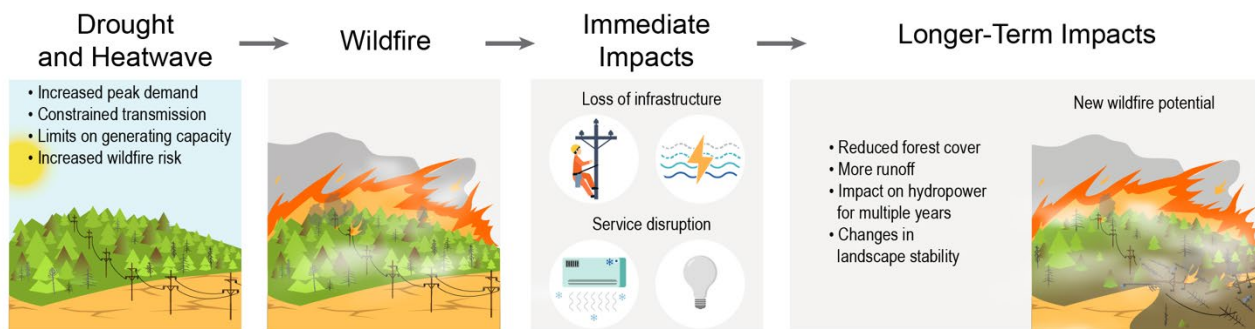 Drought
and Heatwave
• Increased peak demand
• Constrained transmission
• Limits on generating capacity
• Increased wildfire risk
Wildfire
Immediate
Impacts
Loss of infrastructure
Service disruption
Longer-Term Impacts
• Reduced forest cover
• More runoff
• Impact on hydropower
for multiple years
• Changes in
landscape stability
New wildfire potential